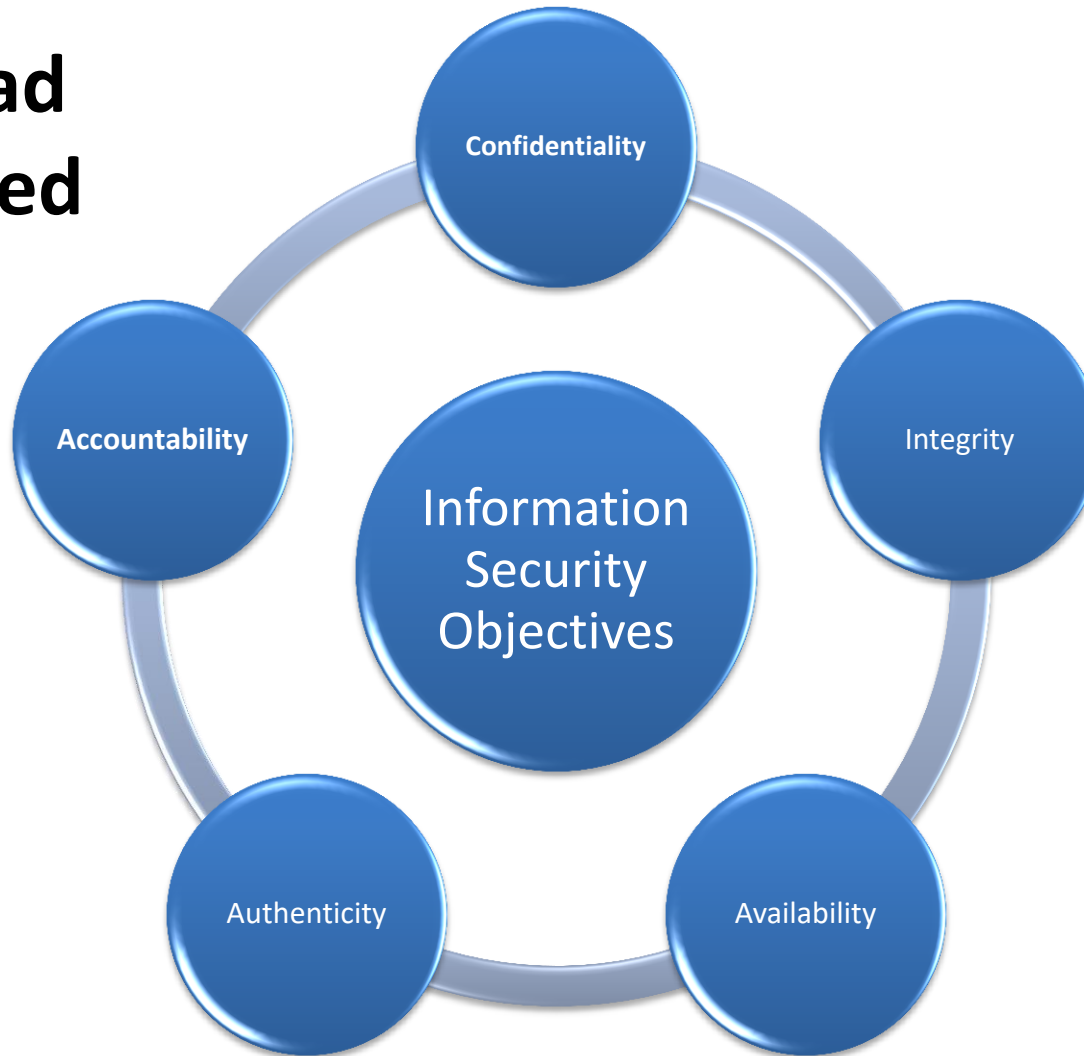 ad
ed
Confidentiality
Accountability
Integrity
Information
Security
Objectives
Authenticity
Availability